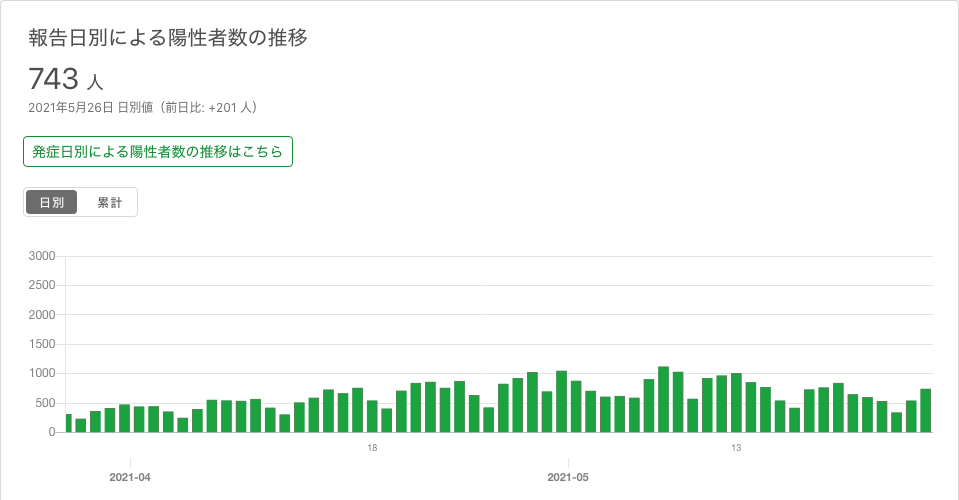 報告日別による陽性者数の推移
743 人
2021年5月26日 日別値（前日比: +201 人）
発症日別による陽性者数の推移はこちら
日別 累計
3000
2500
2000
1500
1000
500
0
18 13
2021-04 2021-05